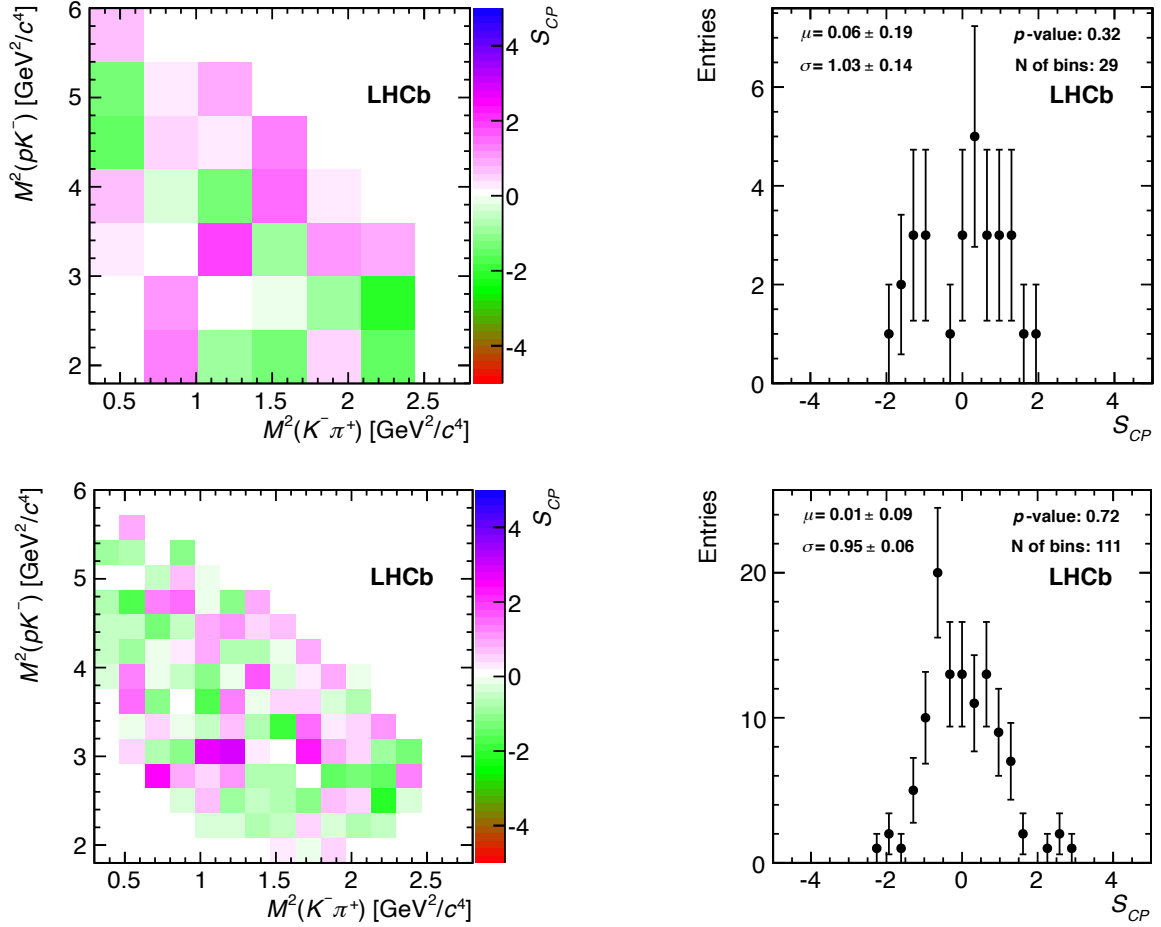 M²(pK⁻) [GeV²/c⁴]
6
5
4
3
2
0.5 1 1.5 2 2.5
M²(K⁻π⁺) [GeV²/c⁴]
LHCb
S_CP
4
2
0
-2
-4
Entries
μ = 0.06 ± 0.19
p-value: 0.32
σ = 1.03 ± 0.14
N of bins: 29
LHCb
6
4
2
0
-4 -2 0 2 4
S_CP
M²(pK⁻) [GeV²/c⁴]
6
5
4
3
2
0.5 1 1.5 2 2.5
M²(K⁻π⁺) [GeV²/c⁴]
LHCb
S_CP
4
2
0
-2
-4
Entries
μ = 0.01 ± 0.09
p-value: 0.72
σ = 0.95 ± 0.06
N of bins: 111
LHCb
20
10
0
-4 -2 0 2 4
S_CP